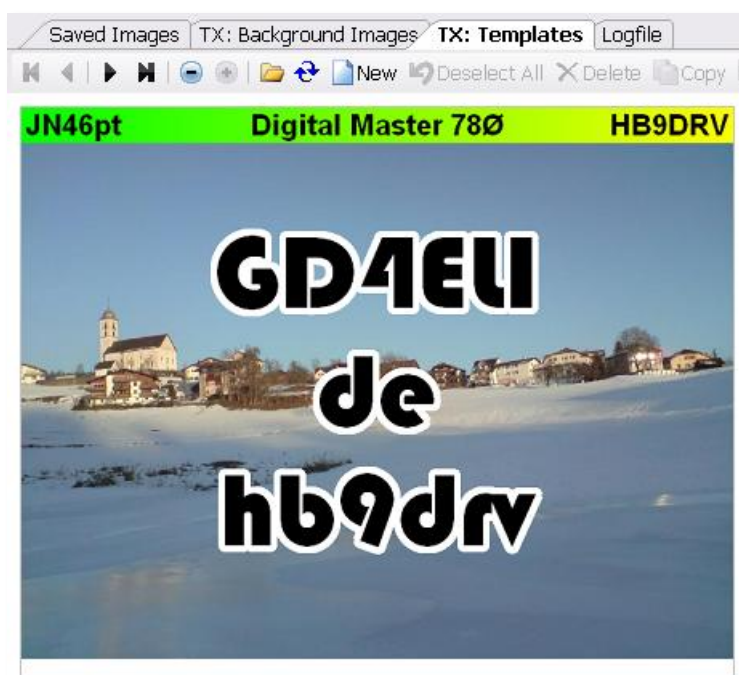 Saved Images TX: Background Images TX: Templates Logfile
New Deselect All Delete Copy
JN46pt Digital Master 78Ø HB9DRV
GD4ELI
de
hb9drv